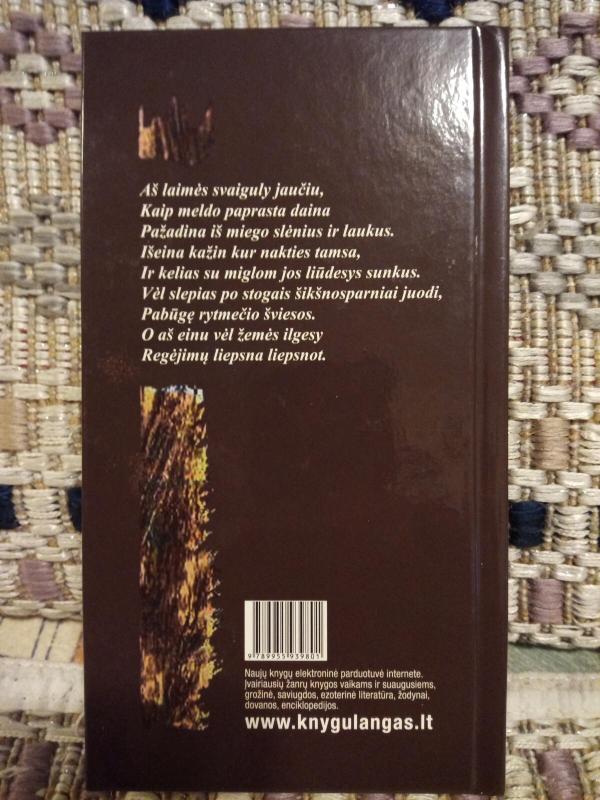 Aš laimės svaiguly jaučiu,
Kaip meldo paprasta daina
Pažadina iš miego slėnius ir laukus.
Išeina kažin kur nakties tamsa,
Ir kelias su miglom jos liūdesys sunkus.
Vėl slepias po stogais šikšnosparniai juodi,
Pabūgę rytmečio šviesos.
O aš einu vėl žemės ilgesy
Regėjimų liepsna liepsnot.
9 789955 939801
Naujų knygų elektroninė parduotuvė internete.
Įvairiausių žanrų knygos vaikams ir suaugusiems,
grožinė, saviugdos, ezoterinė literatūra, žodynai,
dovanos, enciklopedijos.
www.knygulangas.lt